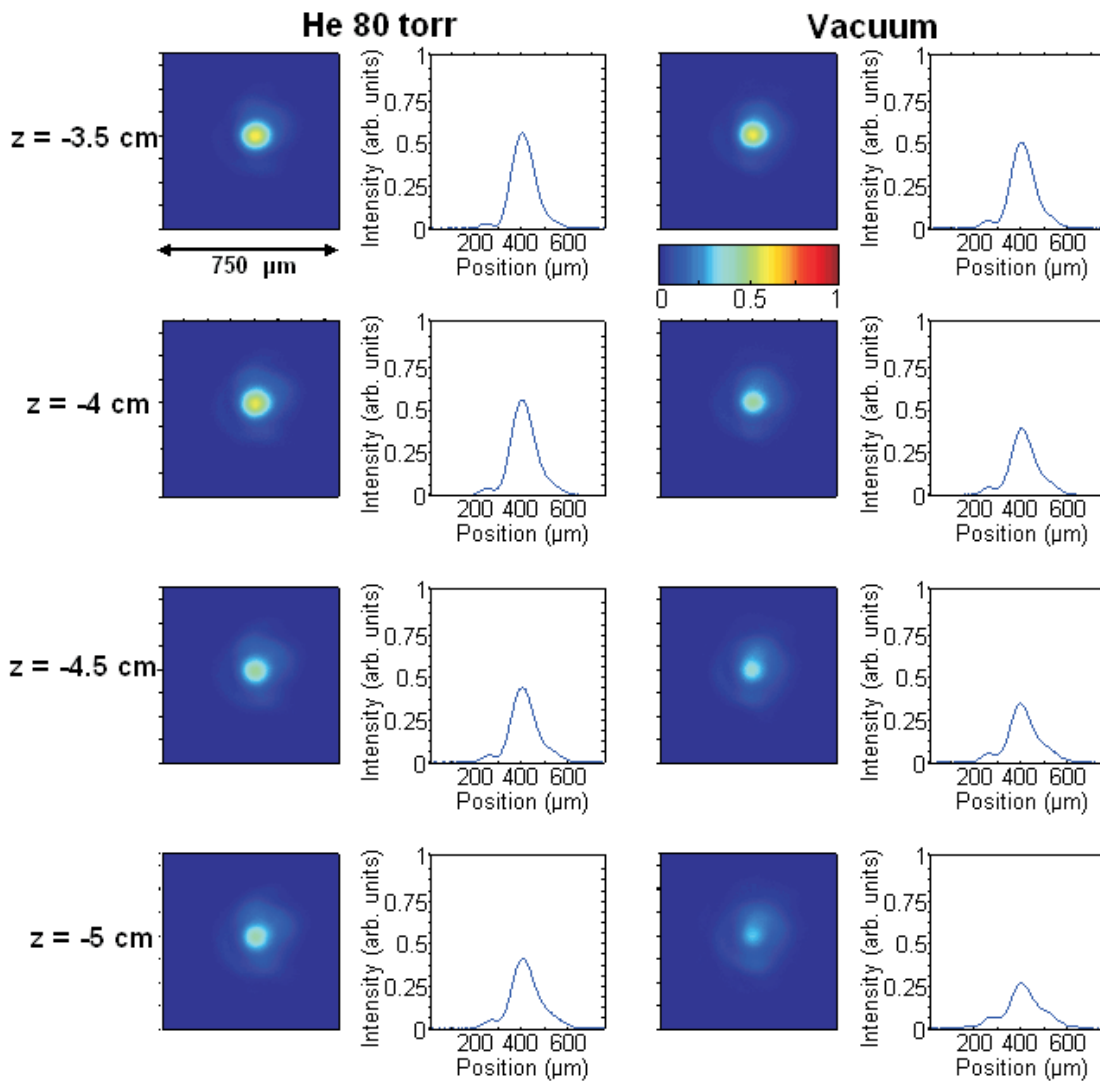 He 80 torr
Vacuum
z = -3.5 cm
Intensity (arb. units)
1
0.75
0.5
0.25
0
200 400 600
Position (µm)
Intensity (arb. units)
1
0.75
0.5
0.25
0
200 400 600
Position (µm)
750 µm
0 0.5 1
z = -4 cm
Intensity (arb. units)
1
0.75
0.5
0.25
0
200 400 600
Position (µm)
Intensity (arb. units)
1
0.75
0.5
0.25
0
200 400 600
Position (µm)
z = -4.5 cm
Intensity (arb. units)
1
0.75
0.5
0.25
0
200 400 600
Position (µm)
Intensity (arb. units)
1
0.75
0.5
0.25
0
200 400 600
Position (µm)
z = -5 cm
Intensity (arb. units)
1
0.75
0.5
0.25
0
200 400 600
Position (µm)
Intensity (arb. units)
1
0.75
0.5
0.25
0
200 400 600
Position (µm)